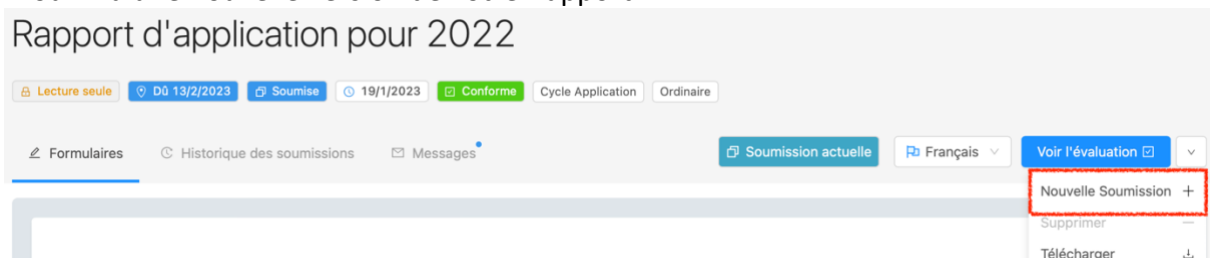 Rapport d'application pour 2022
Lecture seule Dû 13/2/2023 Soumise 19/1/2023 Conforme Cycle Application Ordinaire
Formulaires Historique des soumissions Messages Soumission actuelle Français Voir l'évaluation
Nouvelle Soumission
Supprimer
Télécharger